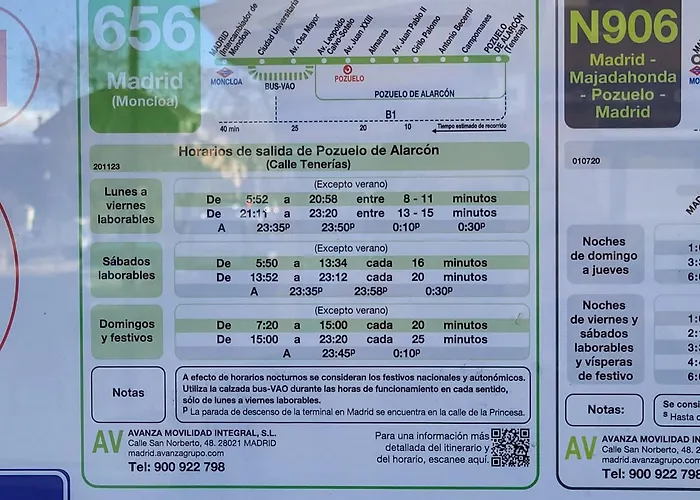 656
Madrid
(Moncloa)
MADRID
(Intercambiador de
Moncloa)
Ciudad Universitaria
Av. Osa Mayor
Av. Leopoldo
Calvo-Sotelo
Av. Juan XXIII
Almansa
Av. Juan Pablo II
Cirilo Palomo
Antonio Becerril
Campomanes
POZUELO
DE ALARCÓN
(Tenerías)
MONCLOA
BUS-VAO
POZUELO
POZUELO DE ALARCÓN
B1
40 min 25 20 10 Tiempo estimado de recorrido
201123
Horarios de salida de Pozuelo de Alarcón
(Calle Tenerías)
Lunes a
viernes
laborables
(Excepto verano)
De 5:52 a 20:58 entre 8 - 11 minutos
De 21:11 a 23:20 entre 13 - 15 minutos
A 23:35p 23:50p 0:10p 0:30p
Sábados
laborables
(Excepto verano)
De 5:50 a 13:34 cada 16 minutos
De 13:52 a 23:12 cada 20 minutos
A 23:35p 23:58p 0:30p
Domingos
y festivos
(Excepto verano)
De 7:20 a 15:00 cada 20 minutos
De 15:00 a 23:20 cada 25 minutos
A 23:45p 0:10p
Notas
A efecto de horarios nocturnos se consideran los festivos nacionales y autonómicos.
Utiliza la calzada bus-VAO durante las horas de funcionamiento en cada sentido,
sólo de lunes a viernes laborables.
p La parada de descenso de la terminal en Madrid se encuentra en la calle de la Princesa.
AV AVANZA MOVILIDAD INTEGRAL, S.L.
Calle San Norberto, 48. 28021 MADRID
madrid.avanzagrupo.com
Tel: 900 922 798
Para una información más
detallada del itinerario y
del horario, escanee aquí.
N906
Madrid -
Majadahonda
- Pozuelo -
Madrid
010720
Noches
de domingo
a jueves
Noches
de viernes y
sábados
laborables
y vísperas
de festivo
Notas:
Se consi
s Hasta
AV AVANZA MOVILIDAD IN
Calle San Norberto, 48
madrid.avanzagrupo.co
Tel: 900 922 798